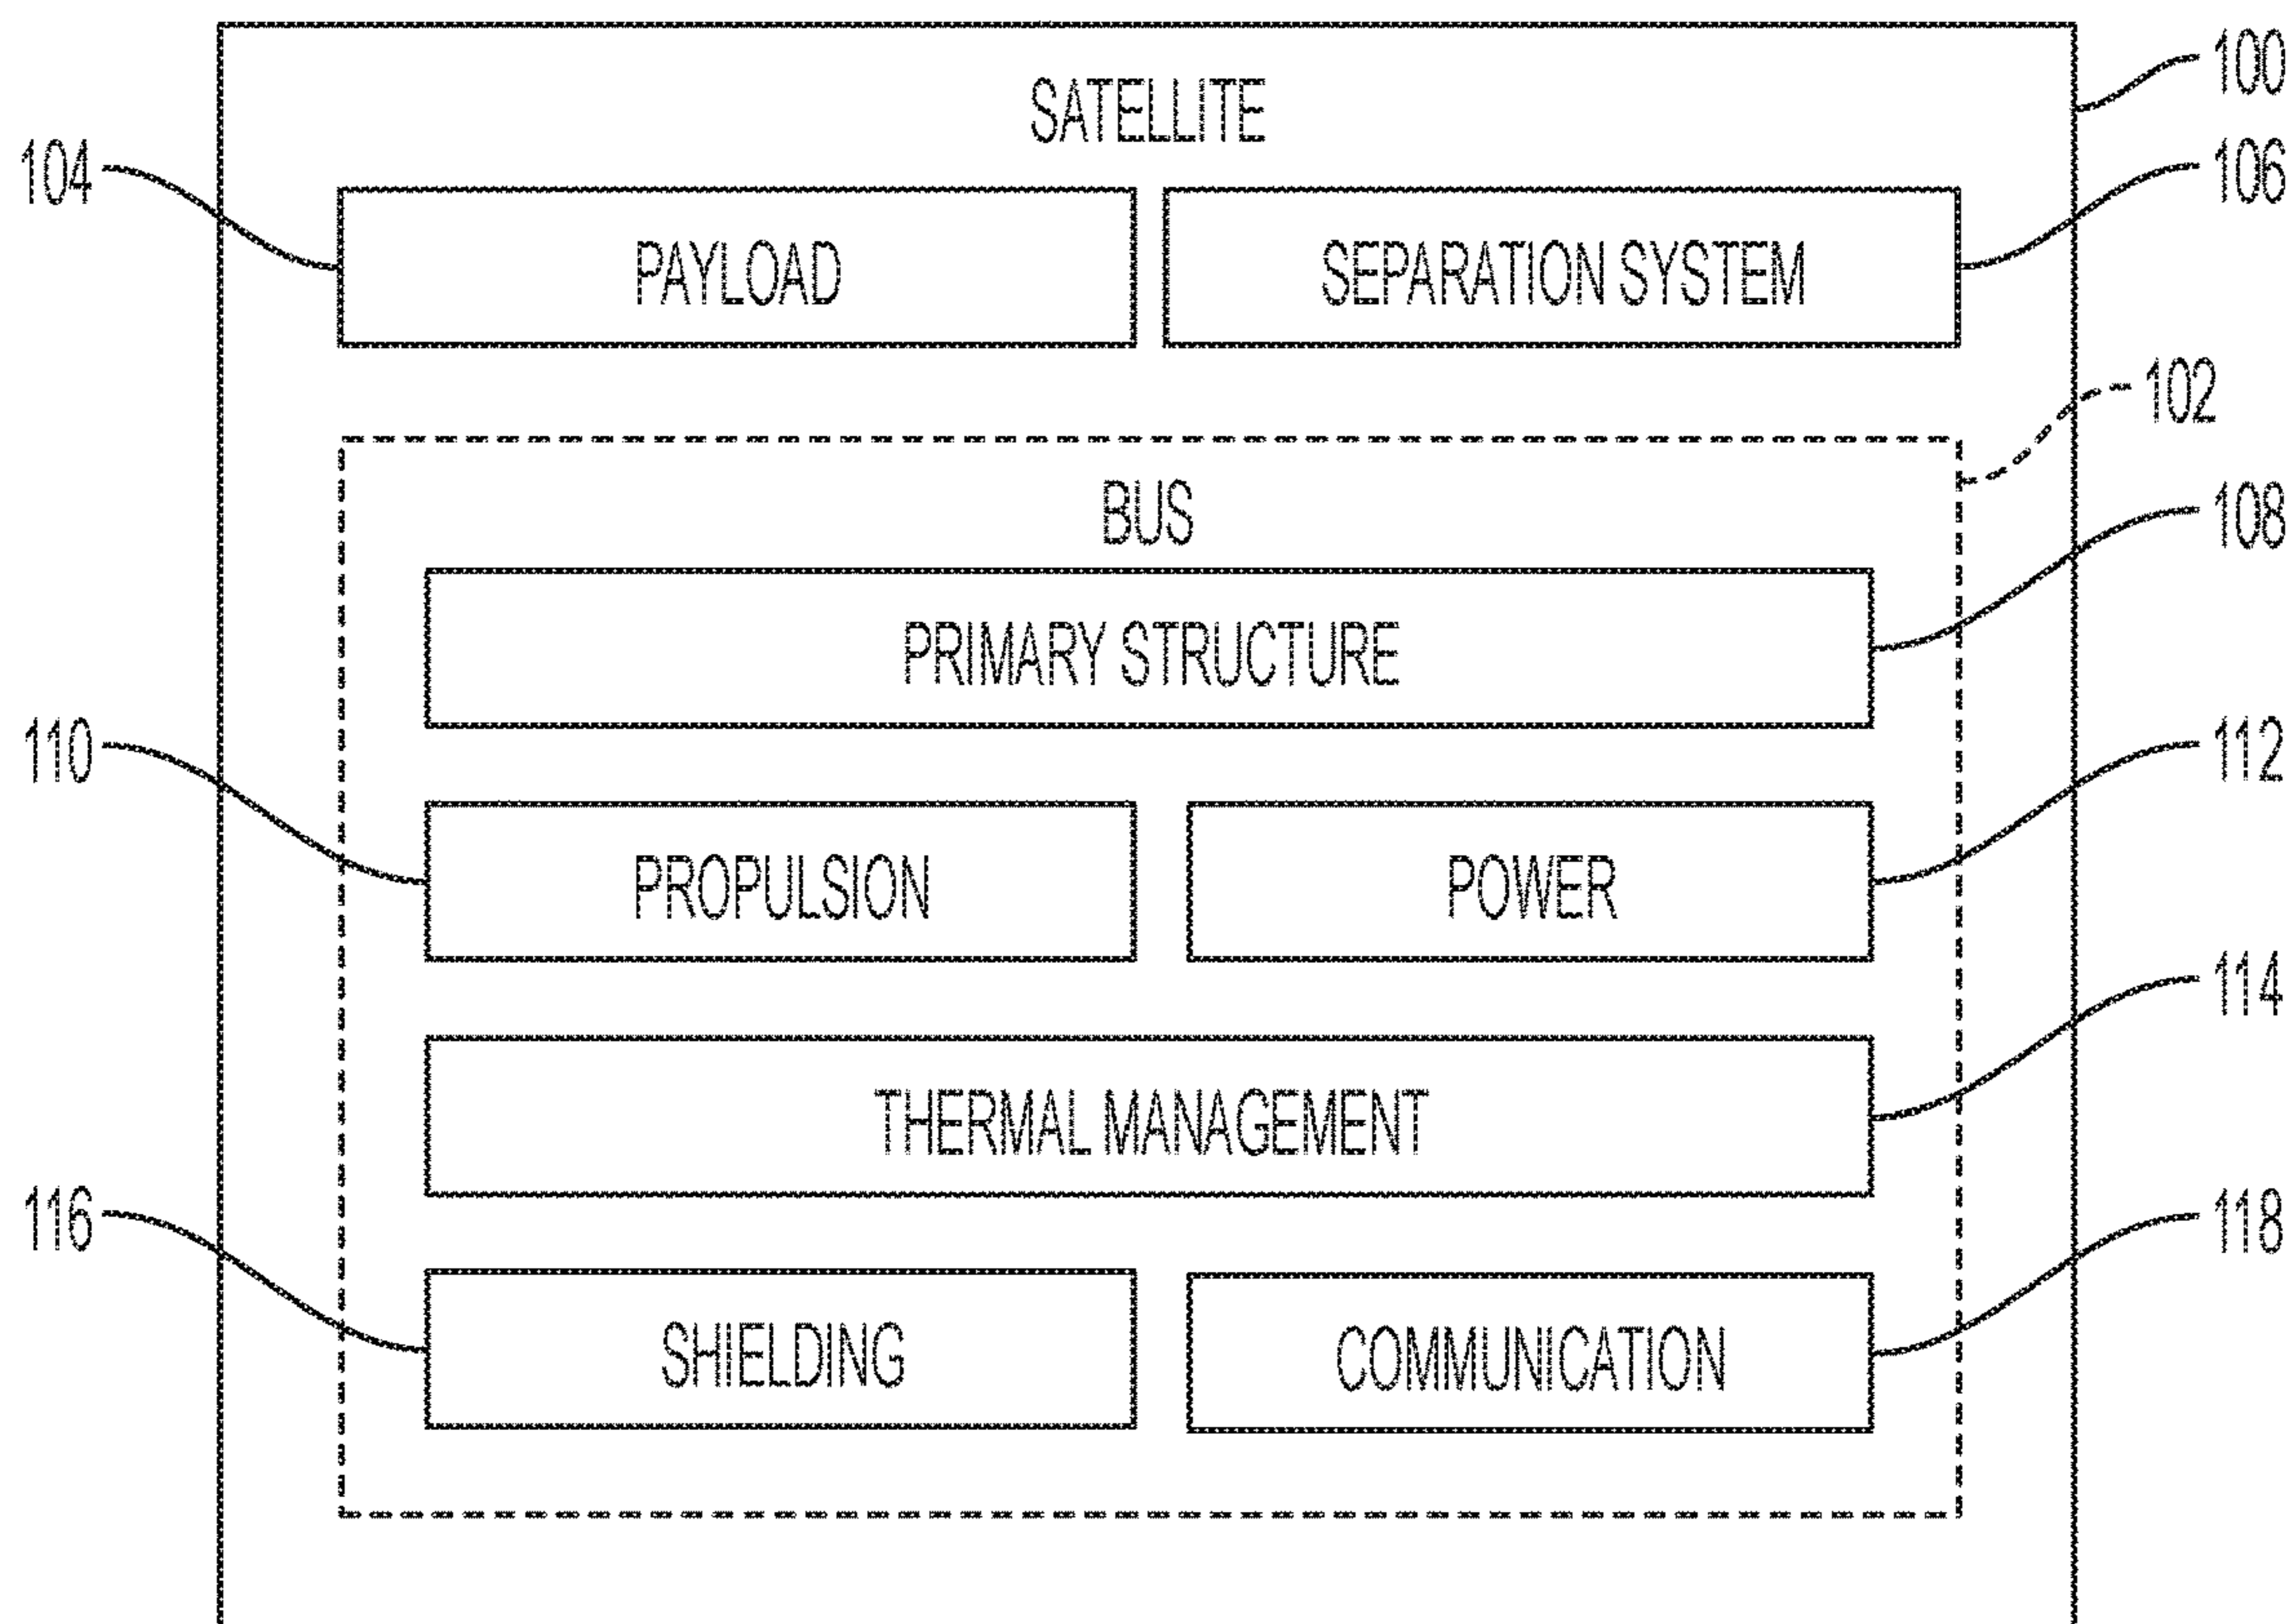 SATELLITE
100
104
106
PAYLOAD
SEPARATION SYSTEM
102
BUS
108
PRIMARY STRUCTURE
110
112
PROPULSION
POWER
114
THERMAL MANAGEMENT
116
118
SHIELDING
COMMUNICATION